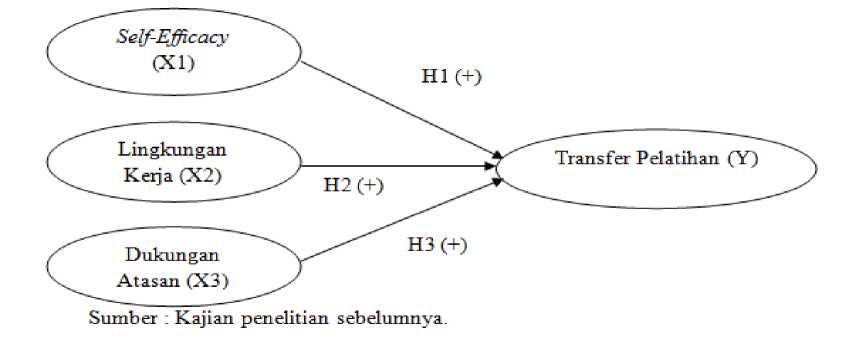 Self-Efficacy
(X1)
H1 (+)
Lingkungan
Kerja (X2)
H2 (+)
Transfer Pelatihan (Y)
Dukungan
Atasan (X3)
H3 (+)
Sumber : Kajian penelitian sebelumnya.